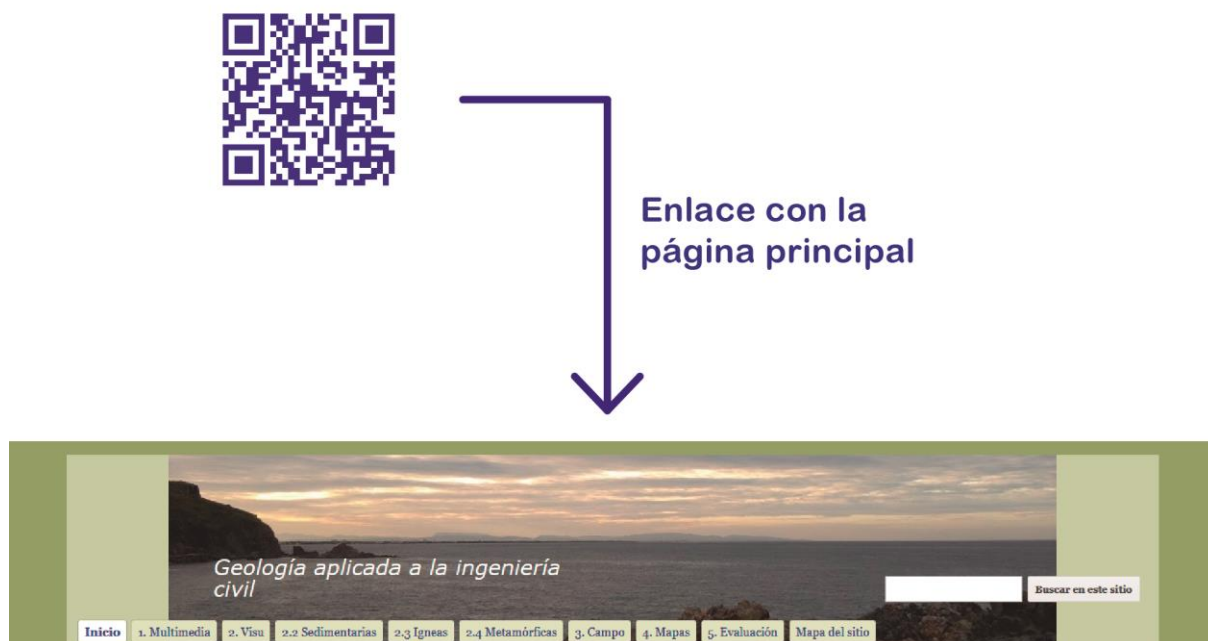 Enlace con la
página principal
Geología aplicada a la ingeniería
civil
Buscar en este sitio
Inicio 1. Multimedia 2. Visu 2.2 Sedimentarias 2.3 Igneas 2.4 Metamórficas 3. Campo 4. Mapas 5. Evaluación Mapa del sitio